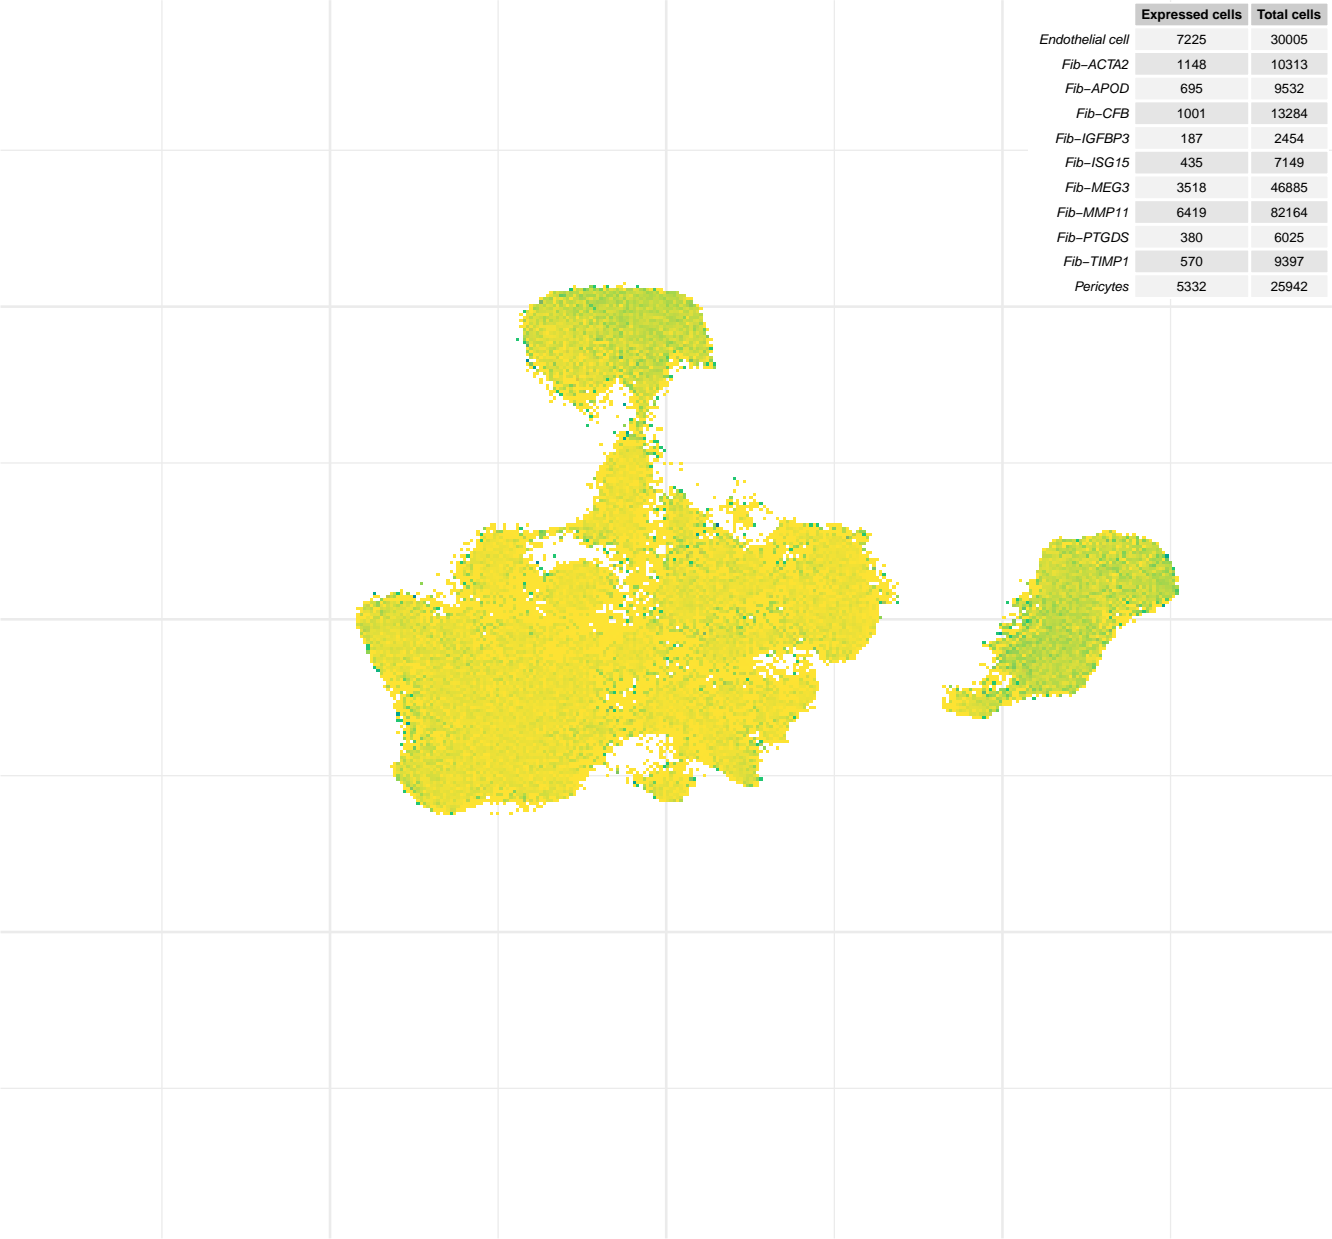 Expressed cells Total cells
Endothelial cell 7225 30005
Fib−ACTA2 1148 10313
Fib−APOD 695 9532
Fib−CFB 1001 13284
Fib−IGFBP3 187 2454
Fib−ISG15 435 7149
Fib−MEG3 3518 46885
Fib−MMP11 6419 82164
Fib−PTGDS 380 6025
Fib−TIMP1 570 9397
Pericytes 5332 25942